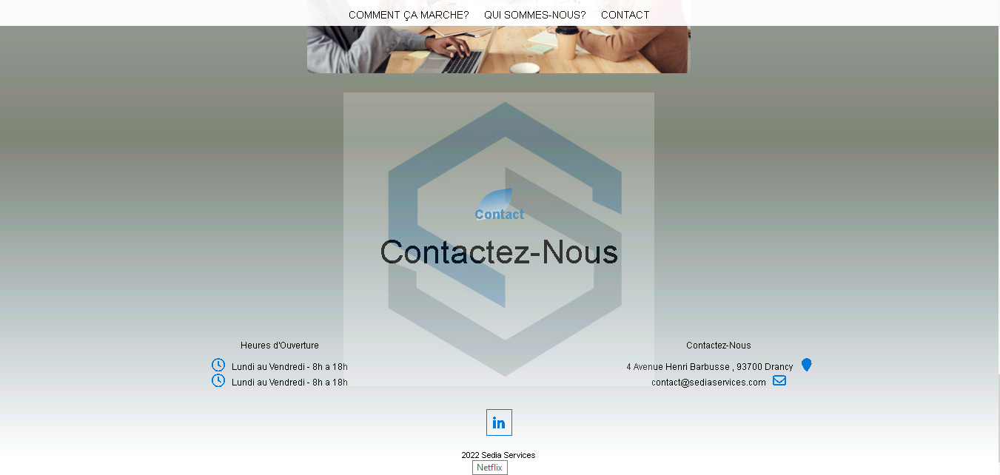 COMMENT ÇA MARCHE? QUI SOMMES-NOUS? CONTACT
Contact
Contactez-Nous
Heures d'Ouverture
Lundi au Vendredi - 8h a 18h
Lundi au Vendredi - 8h a 18h
Contactez-Nous
4 Avenue Henri Barbusse , 93700 Drancy
contact@sediaservices.com
in
2022 Sedia Services
Netflix